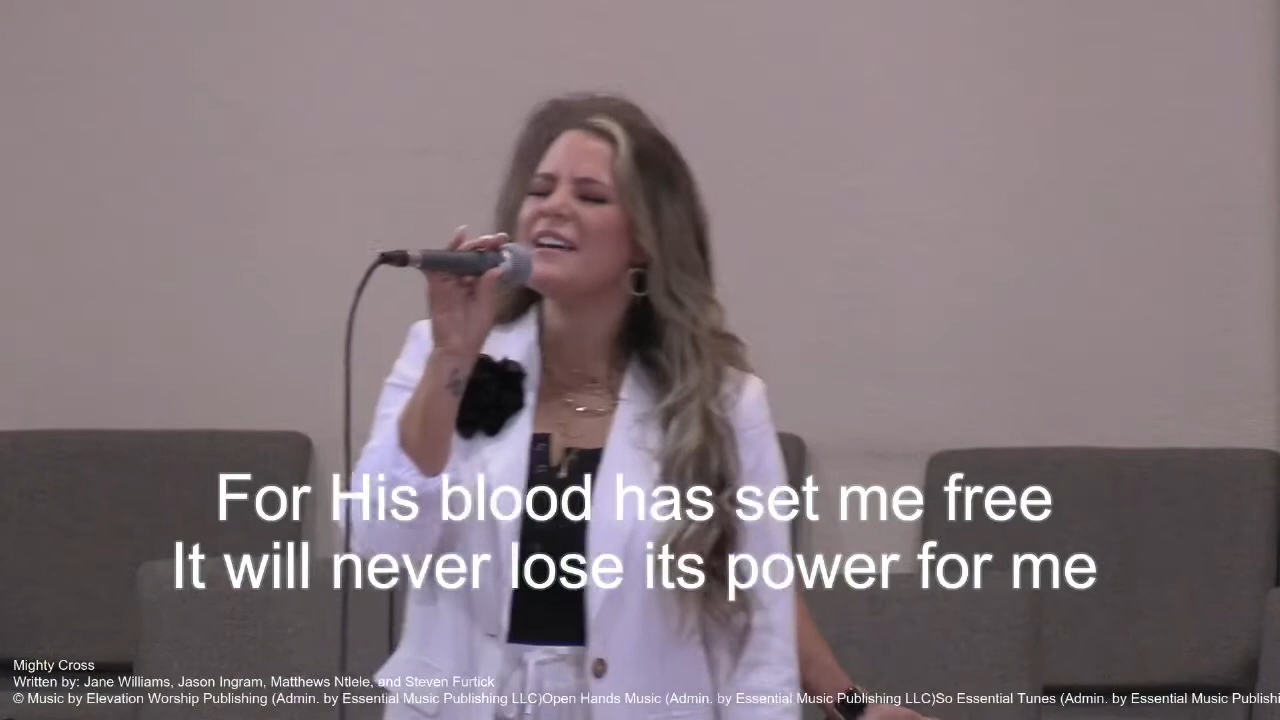 For His blood has set me free
It will never lose its power for me
Mighty Cross
Written by: Jane Williams, Jason Ingram, Matthews Ntlele, and Steven Furtick
© Music by Elevation Worship Publishing (Admin. by Essential Music Publishing LLC)Open Hands Music (Admin. by Essential Music Publishing LLC)So Essential Tunes (Admin. by Essential Music Publishi